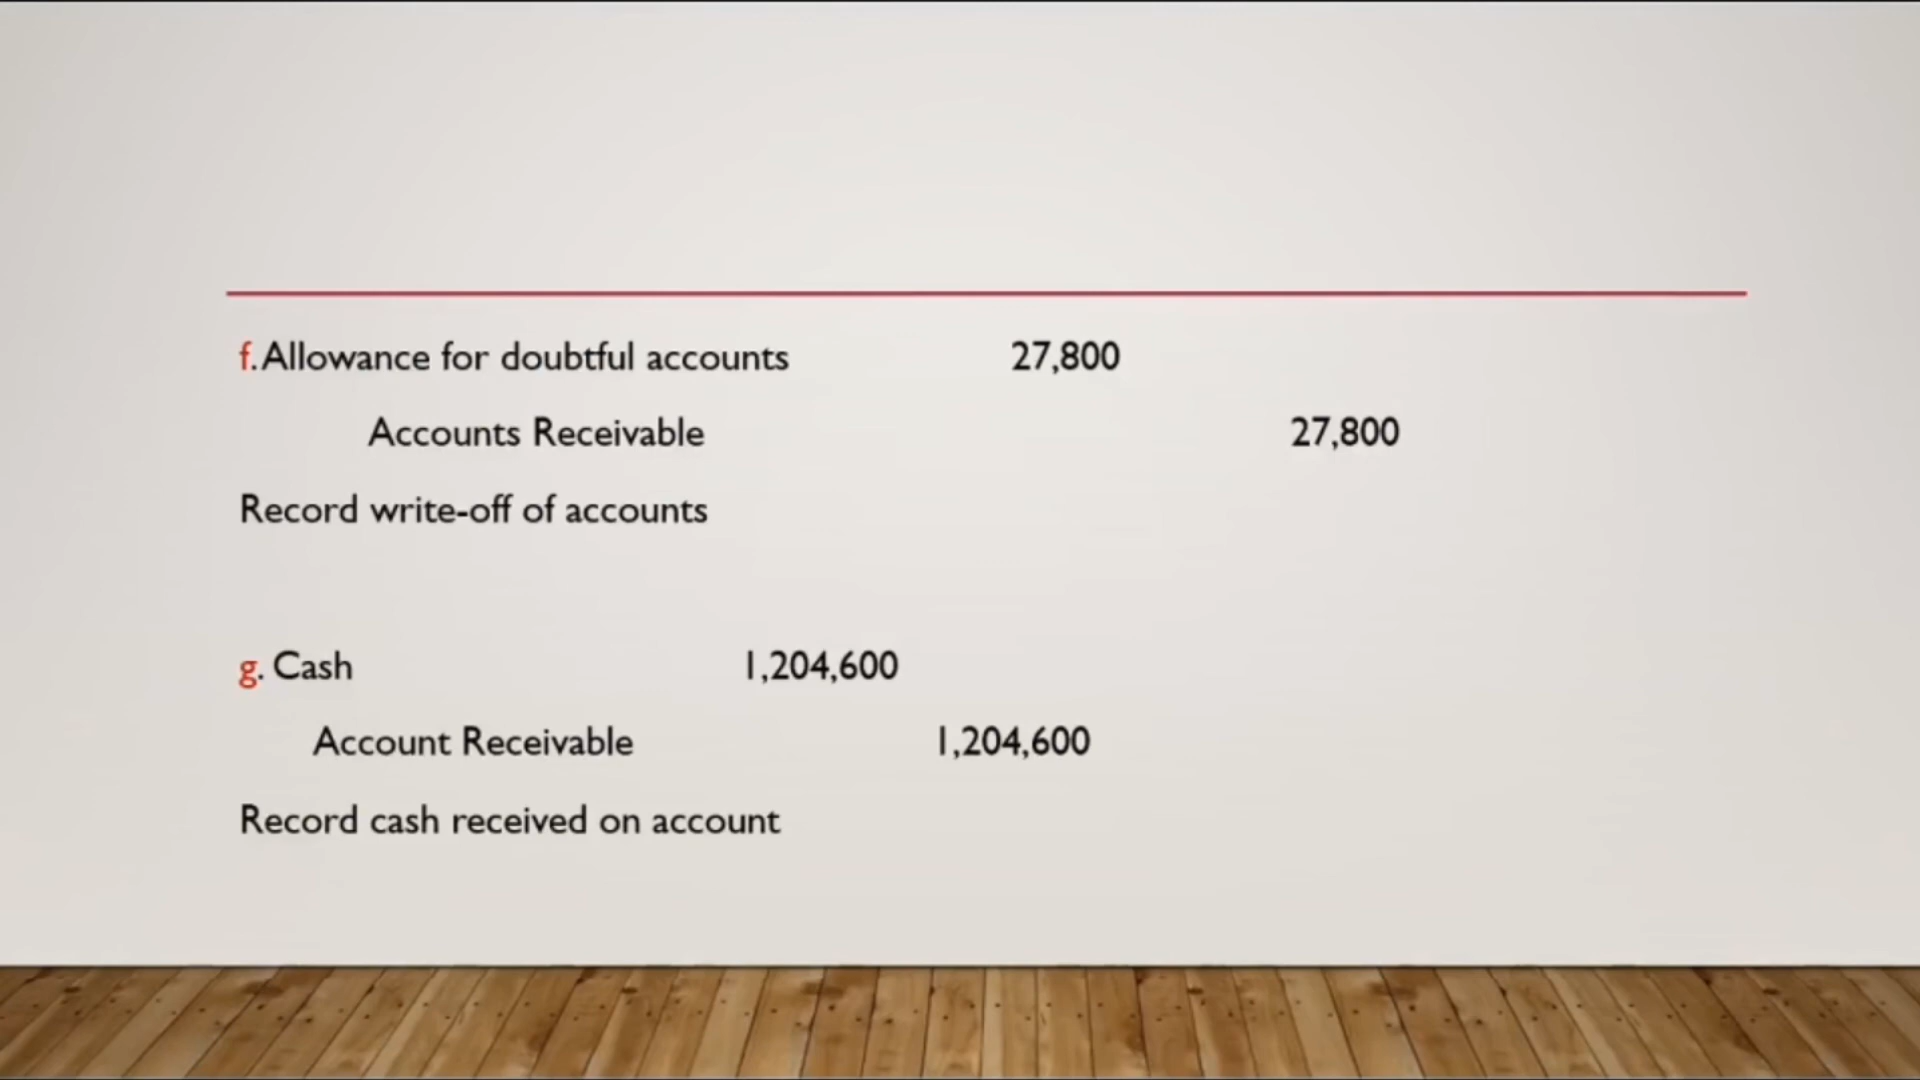 f. Allowance for doubtful accounts 27,800
Accounts Receivable 27,800
Record write-off of accounts
g. Cash 1,204,600
Account Receivable 1,204,600
Record cash received on account